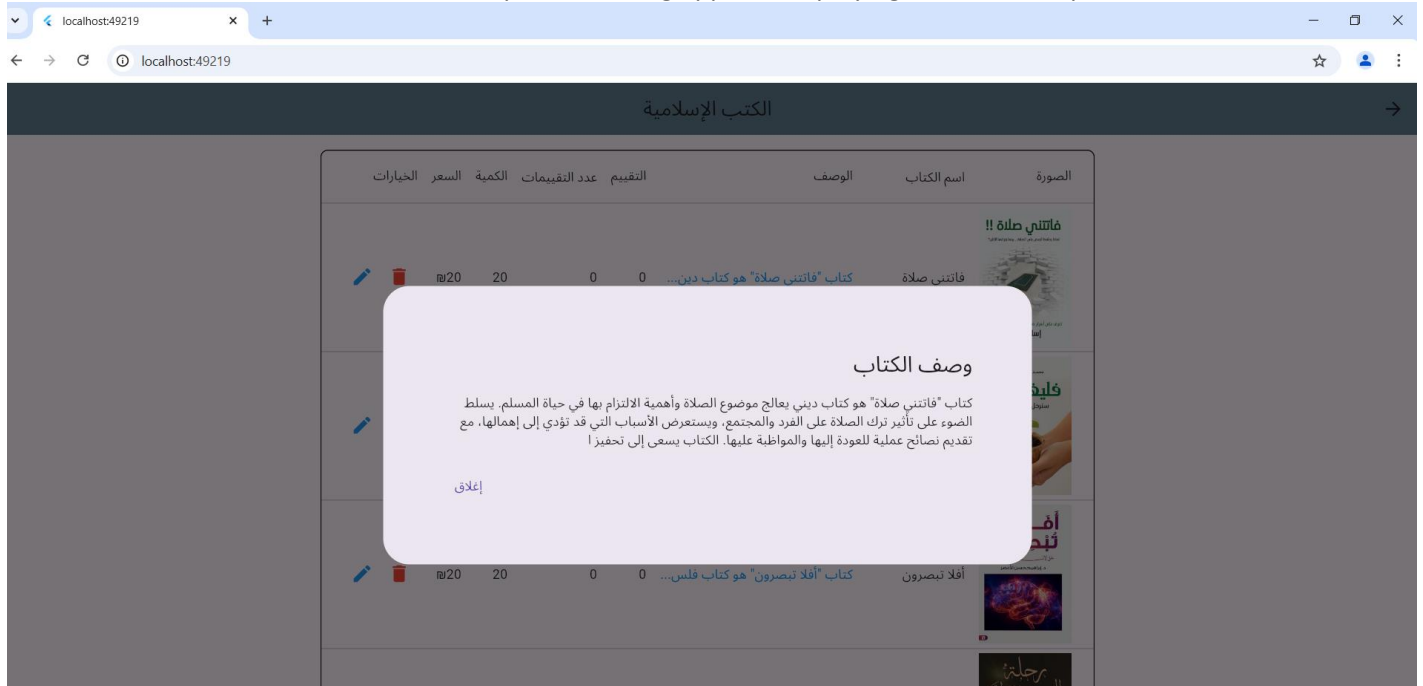 localhost:49219
localhost:49219
الكتب الإسلامية
الصورة اسم الكتاب الوصف التقييم عدد التقييمات الكمية السعر الخيارات
فاتتني صلاة !!
فاتتني صلاة كتاب "فاتتني صلاة" هو كتاب دين... 0 0 20 ₪20
وصف الكتاب
كتاب "فاتتني صلاة" هو كتاب ديني يعالج موضوع الصلاة وأهمية الالتزام بها في حياة المسلم. يسلط
الضوء على تأثير ترك الصلاة على الفرد والمجتمع، ويستعرض الأسباب التي قد تؤدي إلى إهمالها، مع
تقديم نصائح عملية للعودة إليها والمواظبة عليها. الكتاب يسعى إلى تحفيز ا
إغلاق
أفلا تبصرون كتاب "أفلا تبصرون" هو كتاب فلس... 0 0 20 ₪20